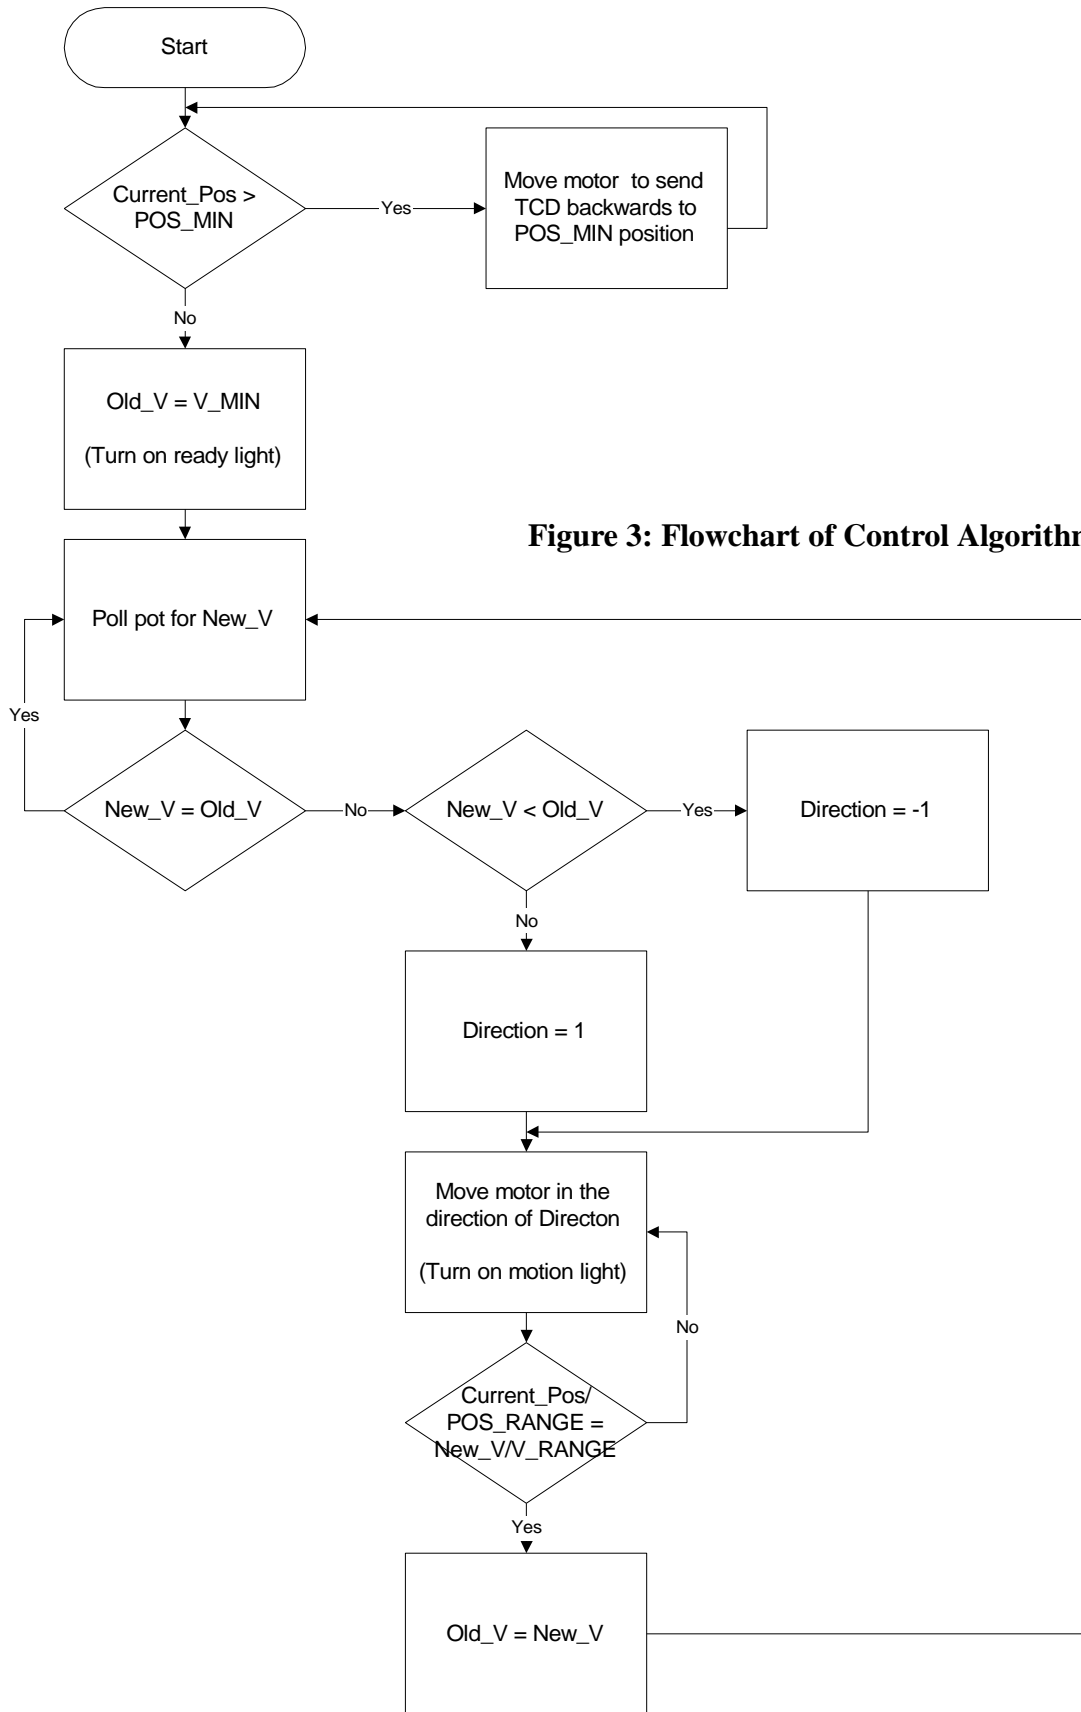 Start
Current_Pos >
POS_MIN
Yes
Move motor to send
TCD backwards to
POS_MIN position
No
Old_V = V_MIN
(Turn on ready light)
Figure 3: Flowchart of Control Algorithm
Poll pot for New_V
Yes
New_V = Old_V
No
New_V < Old_V
Yes
Direction = -1
No
Direction = 1
Move motor in the
direction of Directon
(Turn on motion light)
No
Current_Pos/
POS_RANGE =
New_V/V_RANGE
Yes
Old_V = New_V